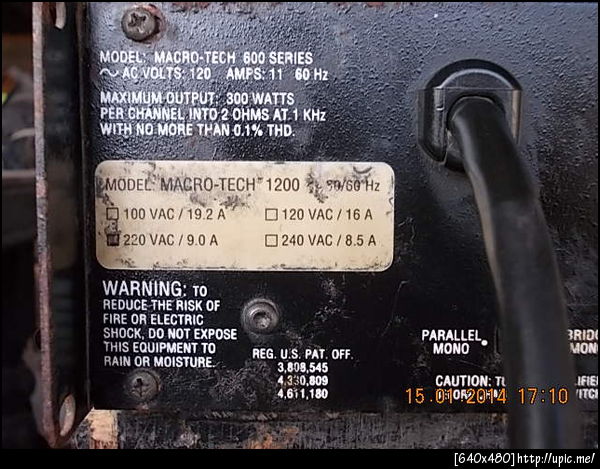 MODEL: MACRO-TECH 600 SERIES
~ AC VOLTS: 120 AMPS: 11 60 Hz
MAXIMUM OUTPUT: 300 WATTS
PER CHANNEL INTO 2 OHMS AT 1 KHz
WITH NO MORE THAN 0.1% THD.
MODEL: MACRO-TECH™ 1200 50/60 Hz
100 VAC / 19.2 A 120 VAC / 16 A
220 VAC / 9.0 A 240 VAC / 8.5 A
WARNING: TO
REDUCE THE RISK OF
FIRE OR ELECTRIC
SHOCK, DO NOT EXPOSE
THIS EQUIPMENT TO
RAIN OR MOISTURE.
REG. U.S. PAT. OFF.
3,808,545
4,330,809
4,611,180
PARALLEL
MONO
CAUTION:
15.01.2014 17:10
[640x480]http://upic.me/